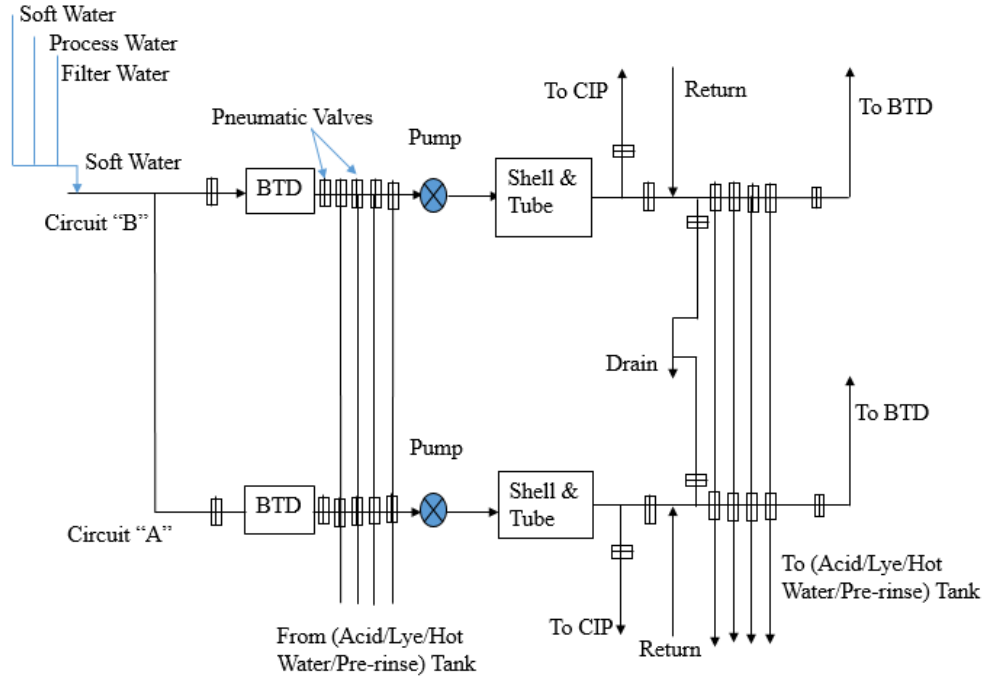 Soft Water
Process Water
Filter Water
Pneumatic Valves
Pump
To CIP
Return
To BTD
Soft Water
BTD
Shell &
Tube
Circuit “B”
Drain
To BTD
Pump
BTD
Shell &
Tube
Circuit “A”
To (Acid/Lye/Hot
Water/Pre-rinse) Tank
From (Acid/Lye/Hot
Water/Pre-rinse) Tank
To CIP
Return